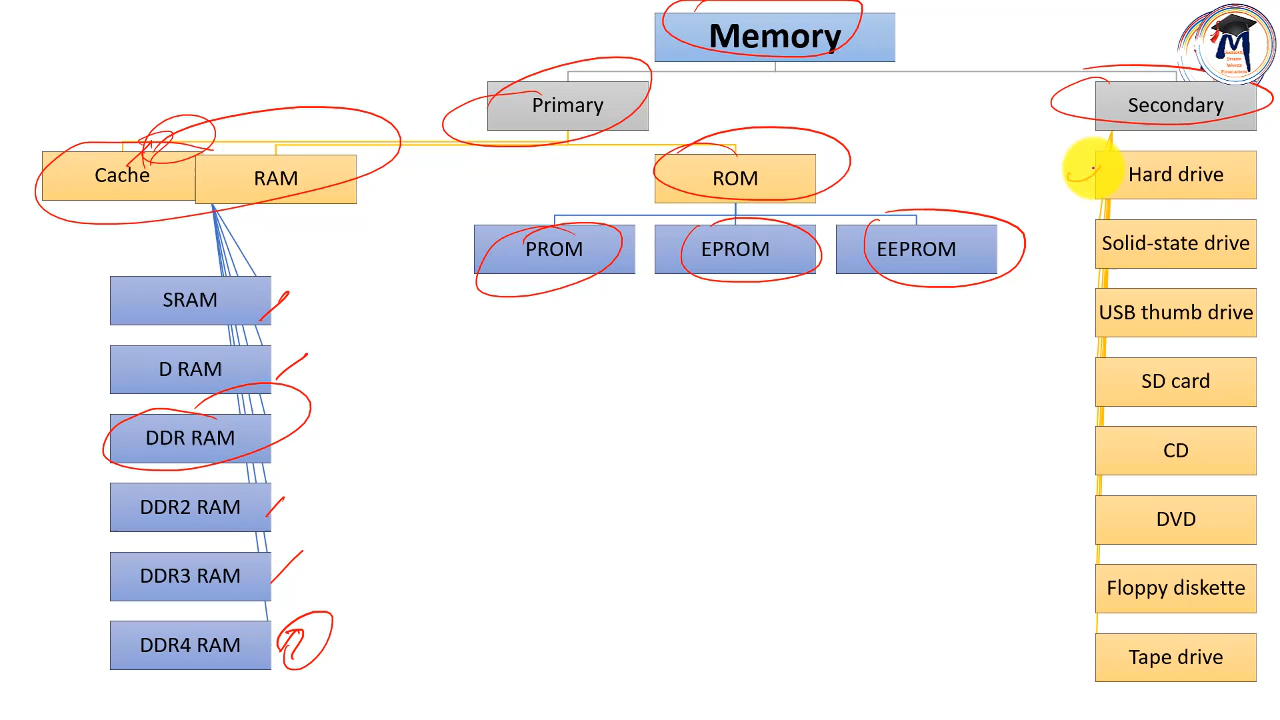 Memory
Primary
Secondary
Cache
RAM
ROM
PROM
EPROM
EEPROM
SRAM
D RAM
DDR RAM
DDR2 RAM
DDR3 RAM
DDR4 RAM
Hard drive
Solid-state drive
USB thumb drive
SD card
CD
DVD
Floppy diskette
Tape drive